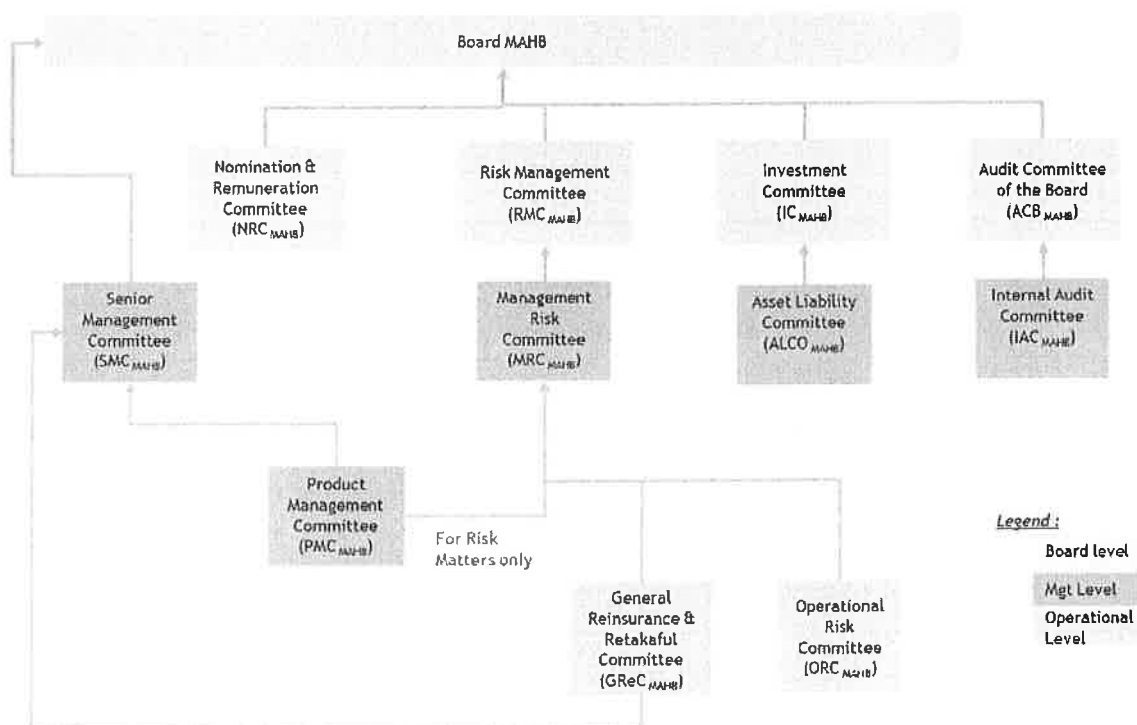 Board MAHB
Nomination &
Remuneration
Committee
(NRC MAHB)
Risk Management
Committee
(RMC MAHB)
Investment
Committee
(IC MAHB)
Audit Committee
of the Board
(ACB MAHB)
Senior
Management
Committee
(SMC MAHB)
Management
Risk
Committee
(MRC MAHB)
Asset Liability
Committee
(ALCO MAHB)
Internal Audit
Committee
(IAC MAHB)
Product
Management
Committee
(PMC MAHB)
For Risk
Matters only
General
Reinsurance &
Retakaful
Committee
(GReC MAHB)
Operational
Risk
Committee
(ORC MAHB)
Legend :
Board level
Mgt Level
Operational
Level